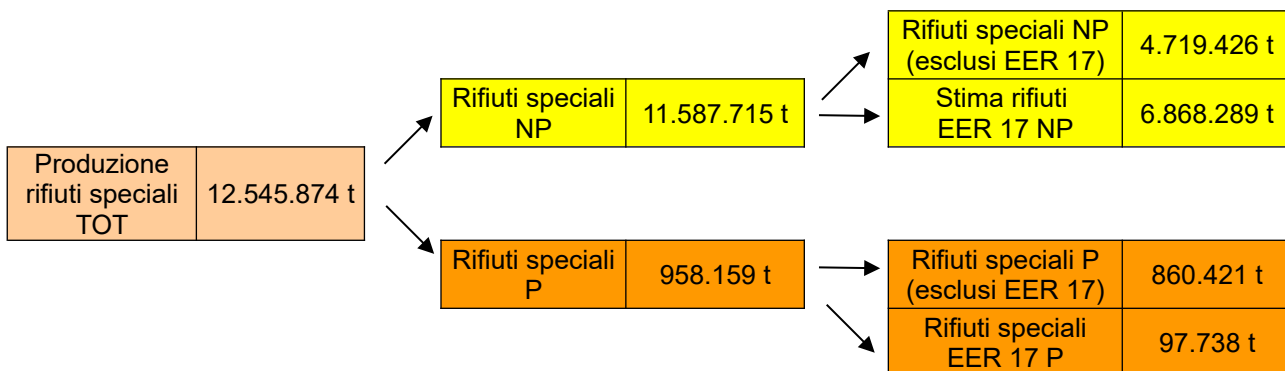 Rifiuti speciali NP
(esclusi EER 17)
4.719.426 t
Rifiuti speciali
NP
11.587.715 t
Stima rifiuti
EER 17 NP
6.868.289 t
Produzione
rifiuti speciali
TOT
12.545.874 t
Rifiuti speciali
P
958.159 t
Rifiuti speciali P
(esclusi EER 17)
860.421 t
Rifiuti speciali
EER 17 P
97.738 t